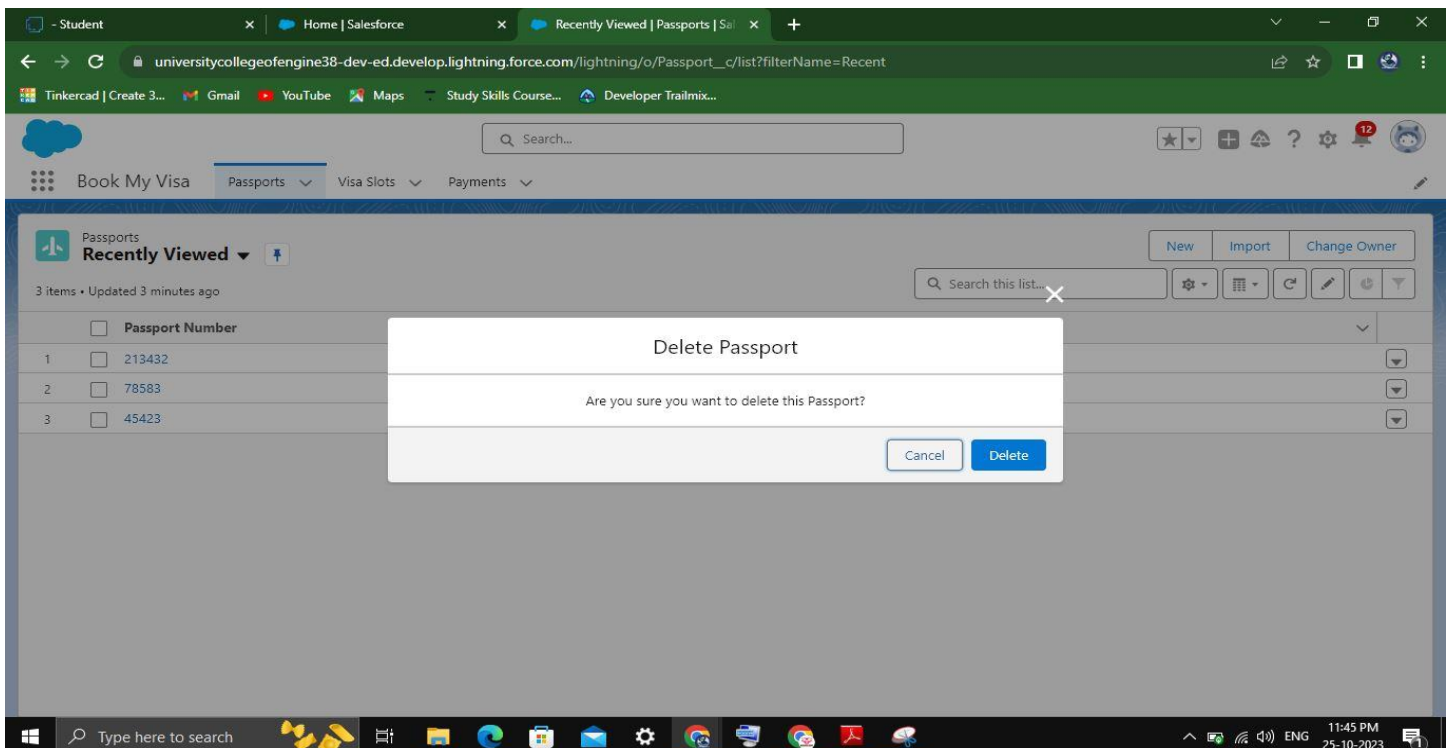 - Student
Home | Salesforce
Recently Viewed | Passports | Sal
universitycollegeofengine38-dev-ed.develop.lightning.force.com/lightning/o/Passport__c/list?filterName=Recent
Tinkercad | Create 3... Gmail YouTube Maps Study Skills Course... Developer Trailmix...
Search...
12
Book My Visa Passports Visa Slots Payments
Passports
Recently Viewed
New Import Change Owner
3 items • Updated 3 minutes ago
Search this list...
Passport Number
1 213432
2 78583
3 45423
Delete Passport
Are you sure you want to delete this Passport?
Cancel Delete
Type here to search
ENG
11:45 PM
25-10-2023
1